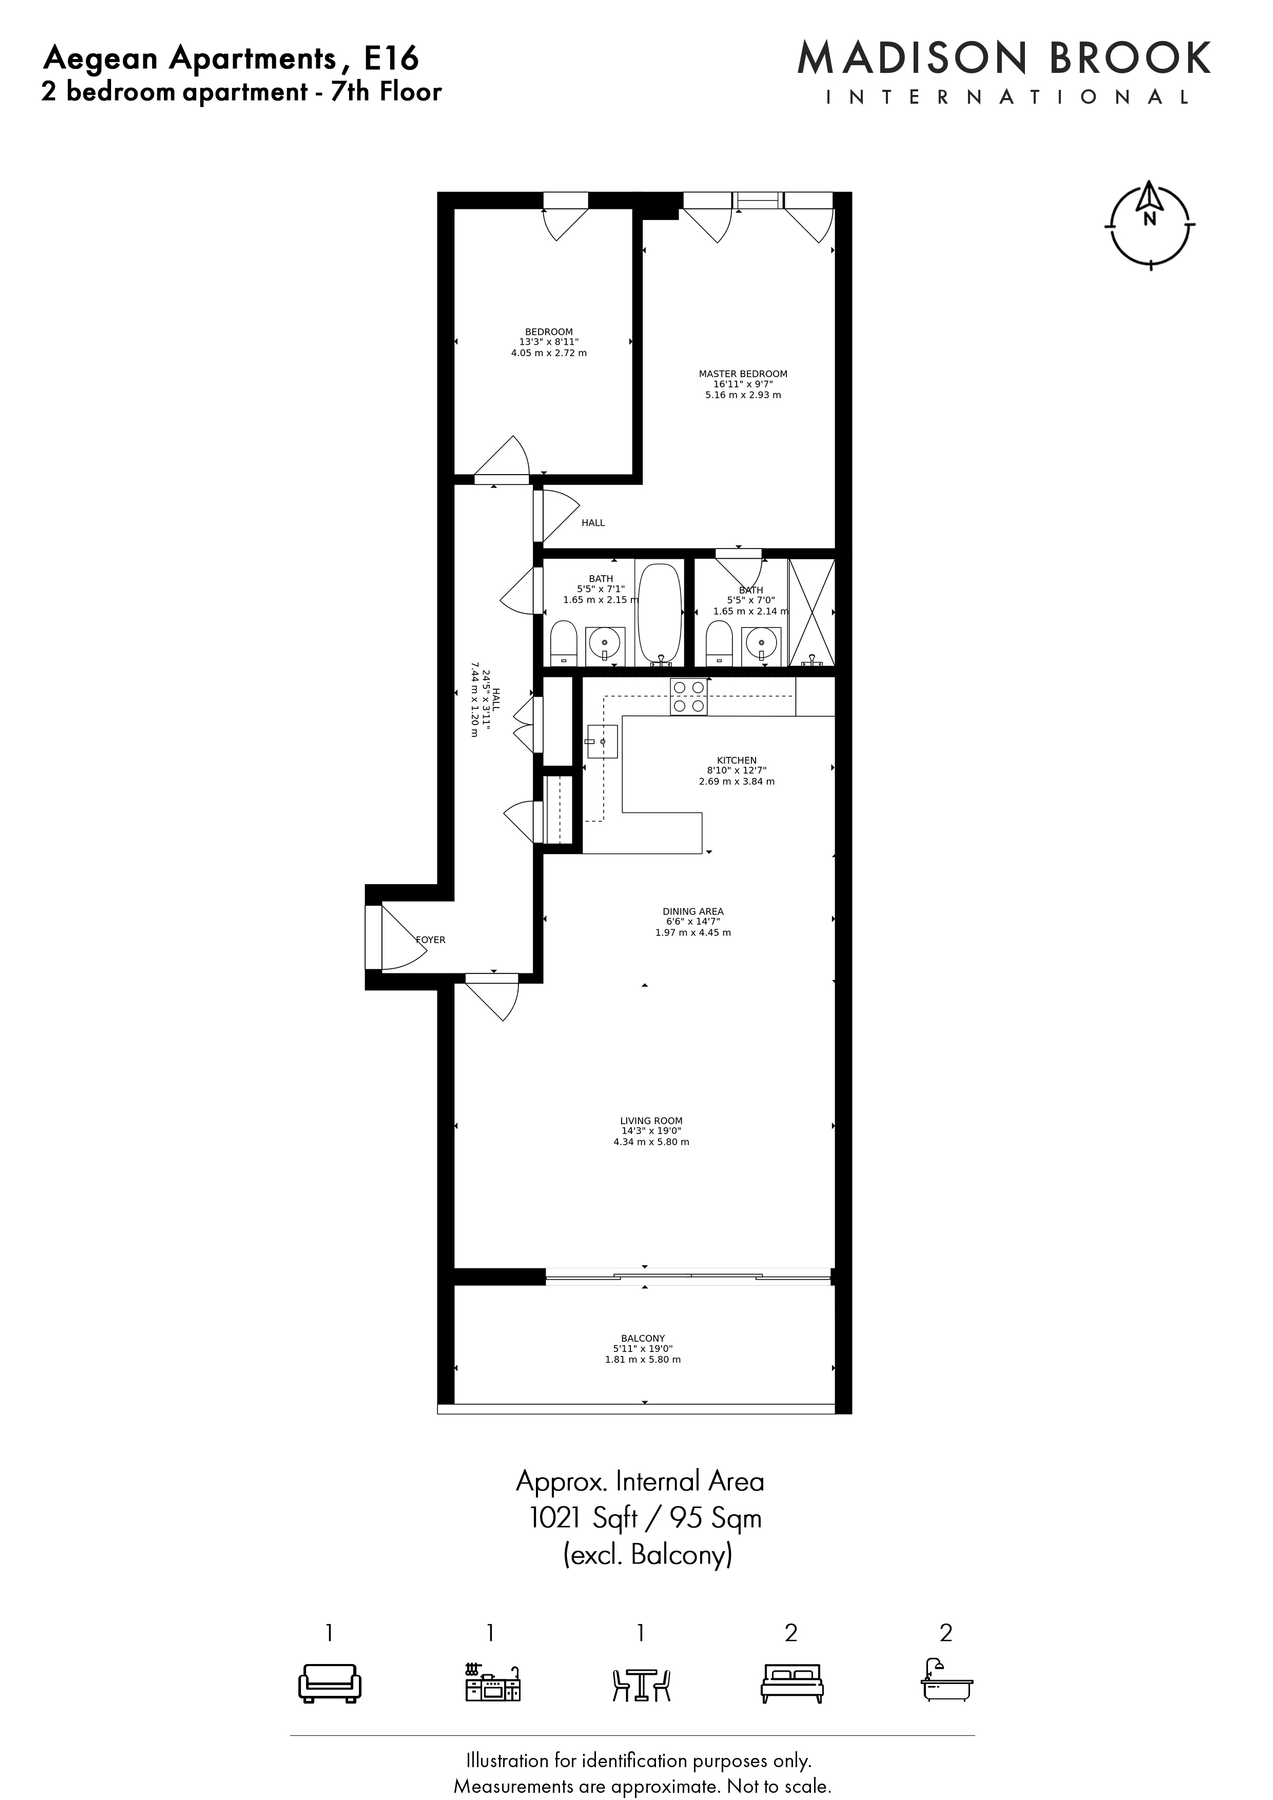 Aegean Apartments, E16
2 bedroom apartment - 7th Floor
MADISON BROOK
INTERNATIONAL
N
BEDROOM
13'3" x 8'11"
4.05 m x 2.72 m
MASTER BEDROOM
16'11" x 9'7"
5.16 m x 2.93 m
HALL
BATH
5'5" x 7'1"
1.65 m x 2.15 m
BATH
5'5" x 7'0"
1.65 m x 2.14 m
HALL
24'5" x 3'11"
7.44 m x 1.20 m
KITCHEN
8'10" x 12'7"
2.69 m x 3.84 m
DINING AREA
6'6" x 14'7"
1.97 m x 4.45 m
FOYER
LIVING ROOM
14'3" x 19'0"
4.34 m x 5.80 m
BALCONY
5'11" x 19'0"
1.81 m x 5.80 m
Approx. Internal Area
1021 Sqft / 95 Sqm
(excl. Balcony)
1 1 1 2 2
Illustration for identification purposes only.
Measurements are approximate. Not to scale.